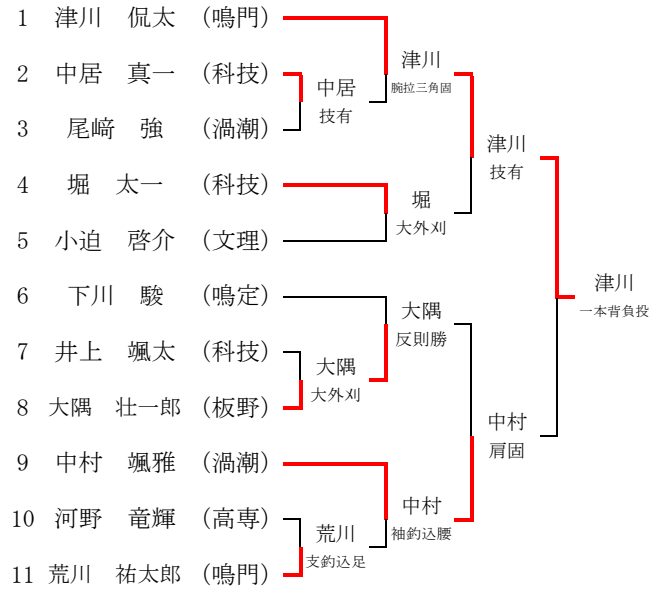 1 津川 侃太 (鳴門)
2 中居 真一 (科技)
3 尾﨑 強 (渦潮)
4 堀 太一 (科技)
5 小迫 啓介 (文理)
6 下川 駿 (鳴定)
7 井上 颯太 (科技)
8 大隅 壮一郎 (板野)
9 中村 颯雅 (渦潮)
10 河野 竜輝 (高専)
11 荒川 祐太郎 (鳴門)
中居
技有
大隅
大外刈
荒川
支釣込足
津川
腕拉三角固
堀
大外刈
大隅
反則勝
中村
袖釣込腰
津川
技有
中村
肩固
津川
一本背負投